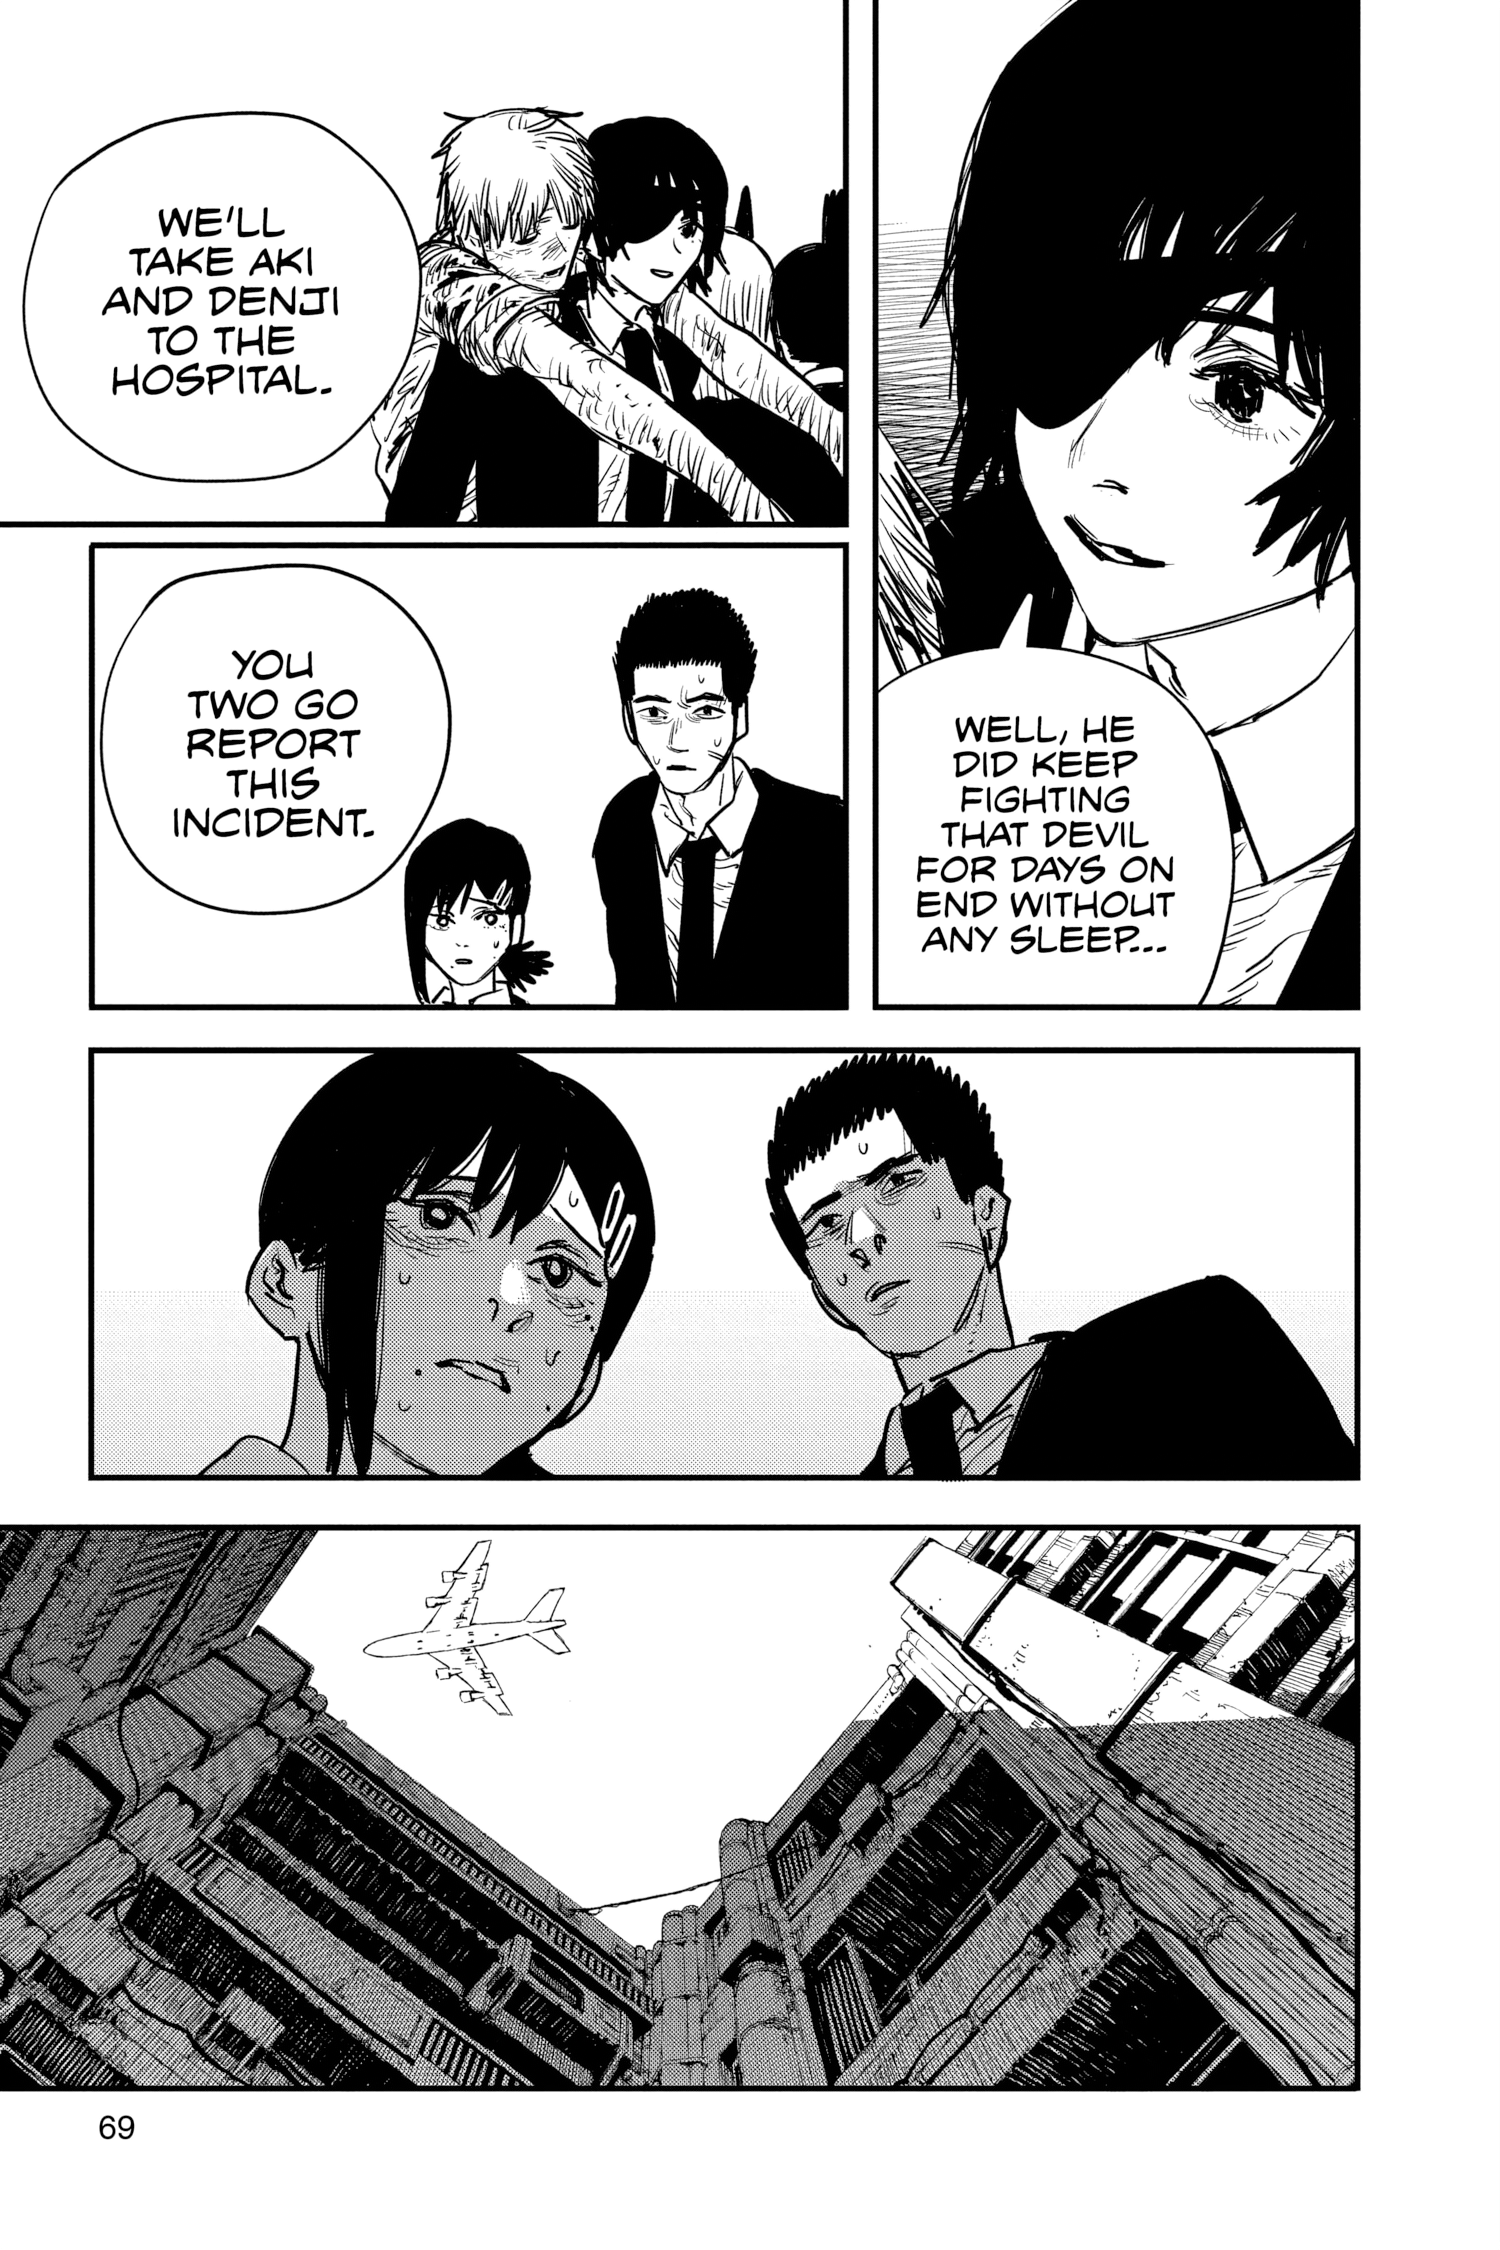 WELL, HE
DID KEEP
FIGHTING
THAT DEVIL
FOR DAYS ON
END WITHOUT
ANY SLEEP...
WE'LL
TAKE AKI
AND DENJI
TO THE
HOSPITAL.
YOU
TWO GO
REPORT
THIS
INCIDENT.
69